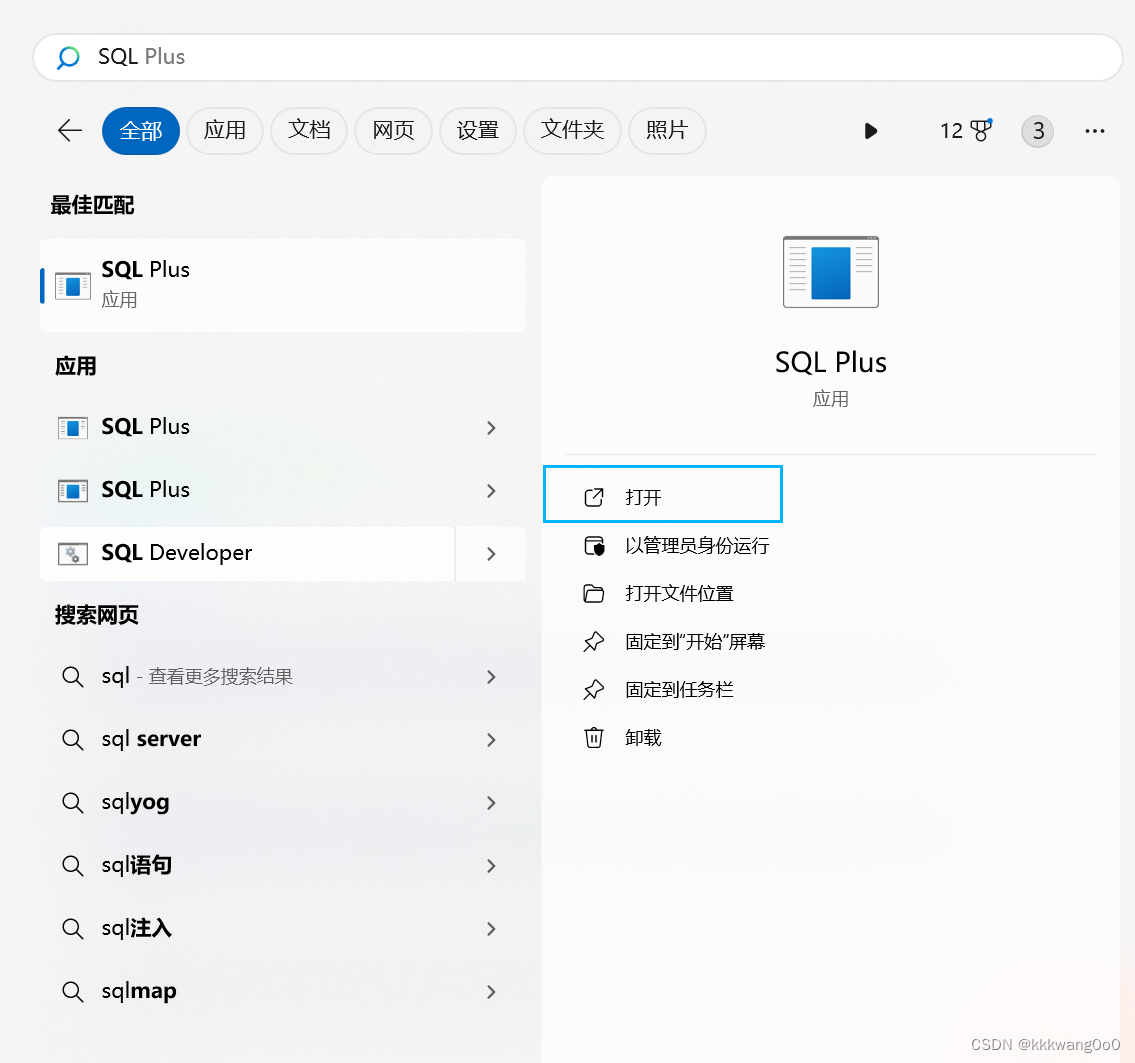 SQL Plus
全部 应用 文档 网页 设置 文件夹 照片 12 3
最佳匹配
SQL Plus
应用
应用
SQL Plus
SQL Plus
SQL Developer
搜索网页
sql - 查看更多搜索结果
sql server
sqlyog
sql语句
sql注入
sqlmap
SQL Plus
应用
打开
以管理员身份运行
打开文件位置
固定到"开始"屏幕
固定到任务栏
卸载
CSDN @kkkwang0o0